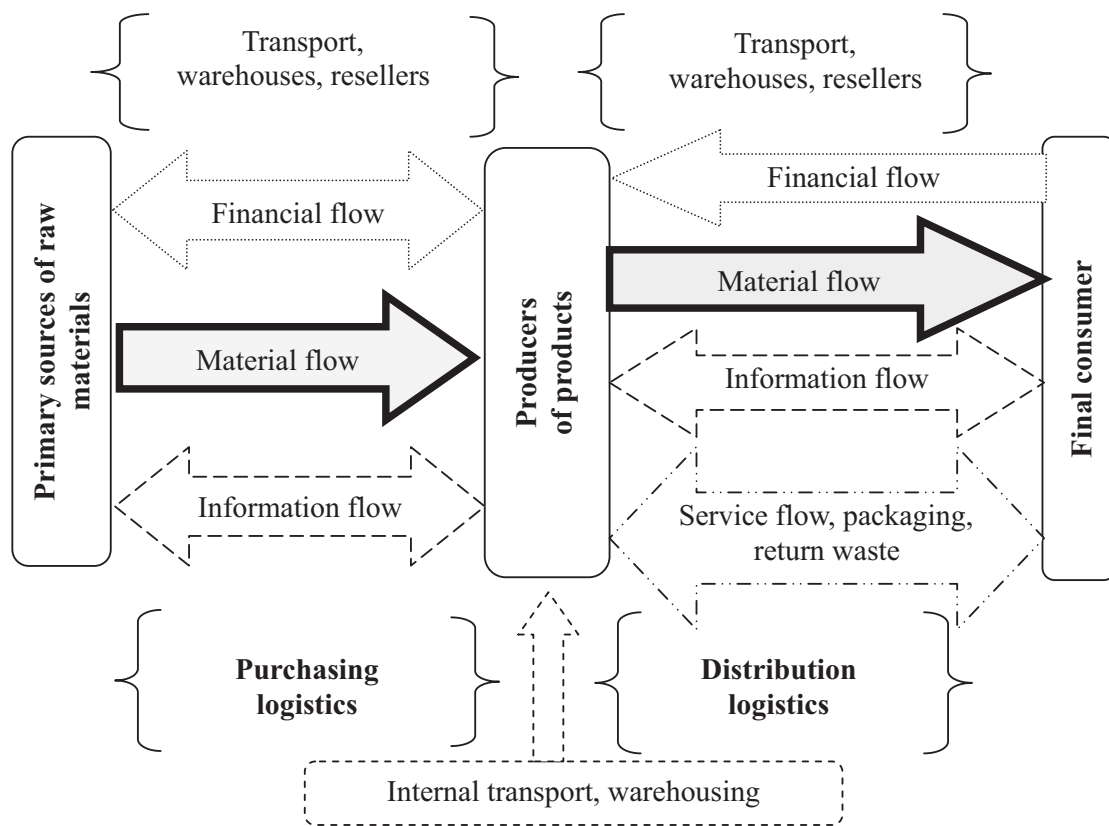 Transport,
warehouses, resellers
Transport,
warehouses, resellers
Primary sources of raw
materials
Financial flow
Material flow
Information flow
Producers
of products
Financial flow
Material flow
Information flow
Service flow, packaging,
return waste
Final consumer
Purchasing
logistics
Distribution
logistics
Internal transport, warehousing